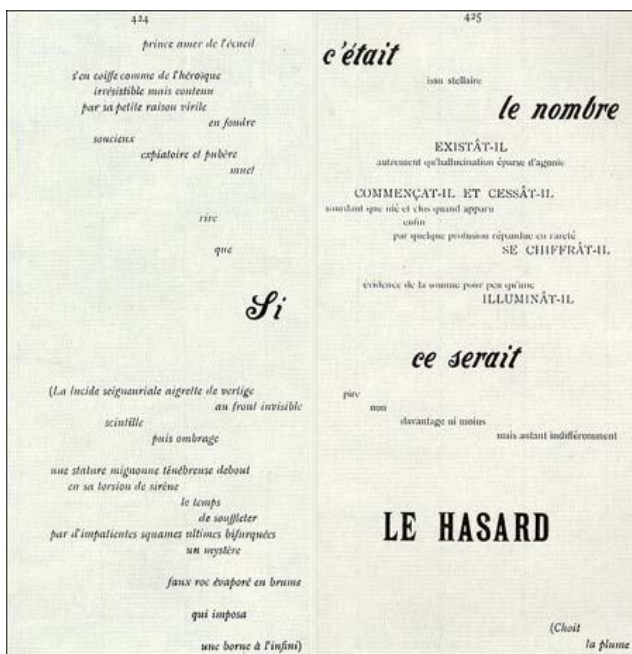 424
prince amer de l'écueil
s'en coiffe comme de l'héroïque
irrésistible mais contenu
par sa petite raison virile
en foudre
soucieux
expiatoire et pubère
muet
rire
que
Si
(La lucide seigneuriale aigrette de vertige
au front invisible
scintille
puis ombrage
une stature mignonne ténébreuse debout
en sa torsion de sirène
le temps
de souffleter
par d'impatientes squames ultimes bifurquées
un mystère
faux roc évaporé en brume
qui imposa
une borne à l'infini)
425
c'était
issu stellaire
le nombre
EXISTÂT-IL
autrement qu'hallucination éparse d'agonie
COMMENÇAT-IL ET CESSÂT-IL
sourdant que nié et clos quand apparu
enfin
par quelque profusion répandue en rareté
SE CHIFFRÂT-IL
évidence de la somme pour peu qu'une
ILLUMINÂT-IL
ce serait
pire
non
davantage ni moins
mais autant indifféremment
LE HASARD
(Choit
la plume